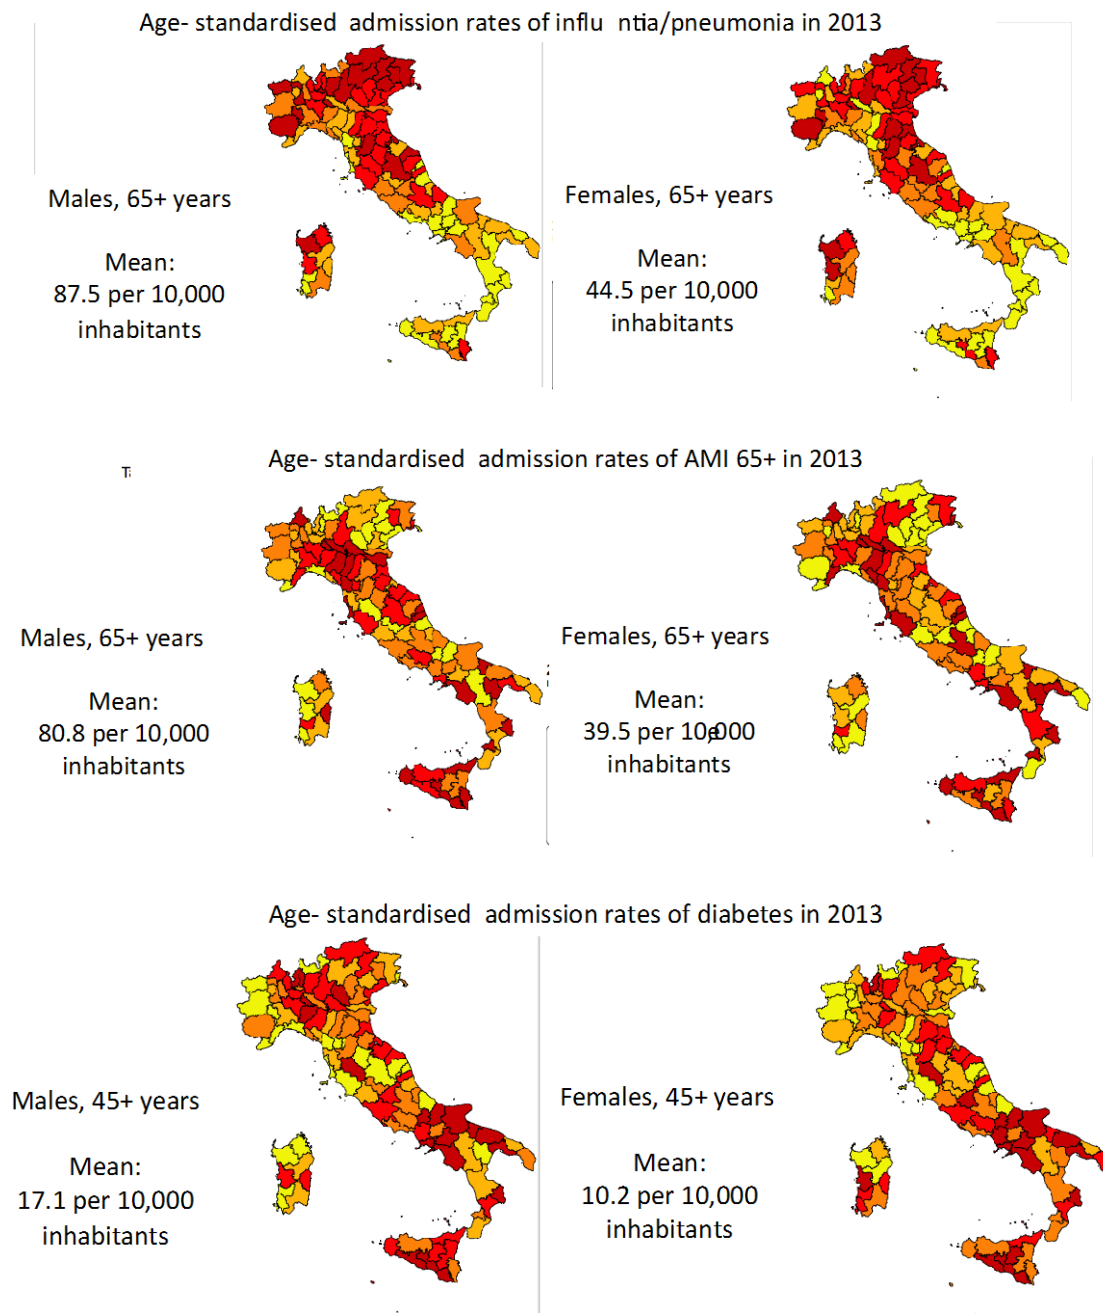 Age- standardised admission rates of influ ntia/pneumonia in 2013
Males, 65+ years
Mean:
87.5 per 10,000
inhabitants
Females, 65+ years
Mean:
44.5 per 10,000
inhabitants
Age- standardised admission rates of AMI 65+ in 2013
Males, 65+ years
Mean:
80.8 per 10,000
inhabitants
Females, 65+ years
Mean:
39.5 per 10,000
inhabitants
Age- standardised admission rates of diabetes in 2013
Males, 45+ years
Mean:
17.1 per 10,000
inhabitants
Females, 45+ years
Mean:
10.2 per 10,000
inhabitants